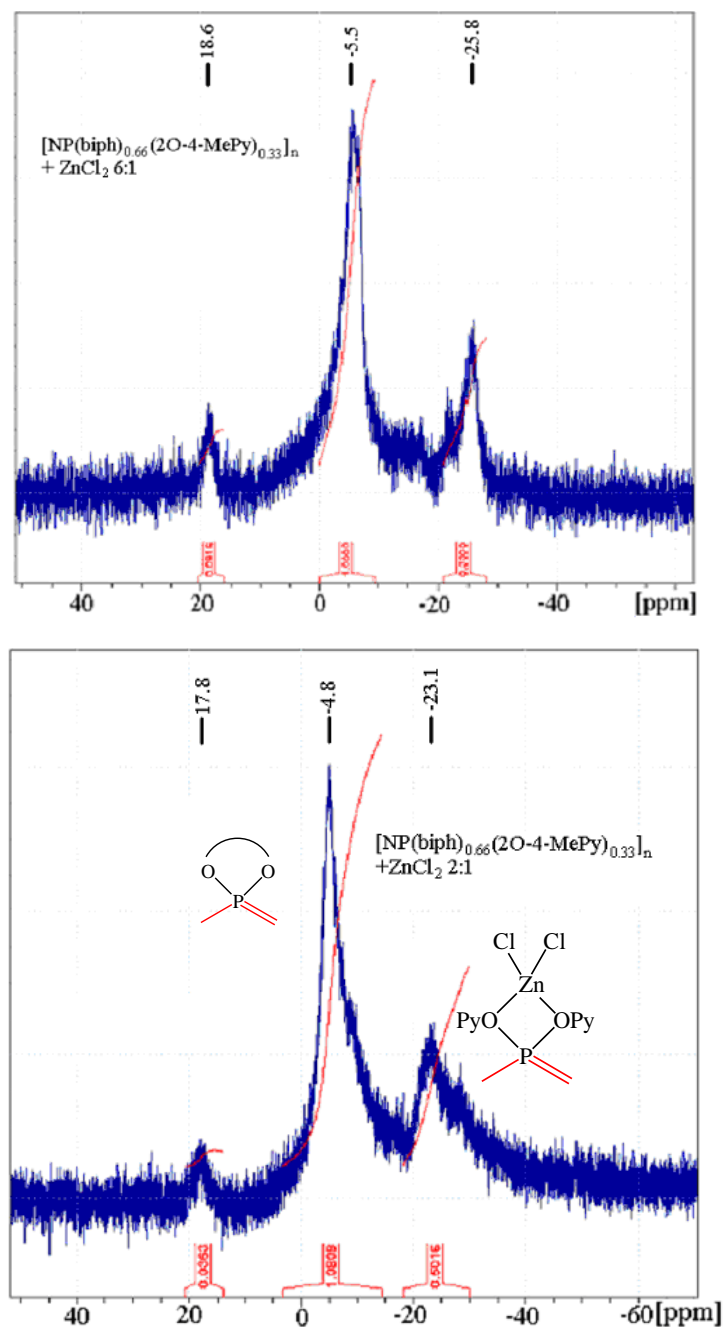 18.6
-5.5
-25.8
[NP(biph)0.66(2O-4-MePy)0.33]n
+ ZnCl2 6:1
40 20 0 -20 -40 [ppm]
17.8
-4.8
-23.1
[NP(biph)0.66(2O-4-MePy)0.33]n
+ZnCl2 2:1
O O
P
Cl Cl
Zn
PyO OPy
P
40 20 0 -20 -40 -60 [ppm]